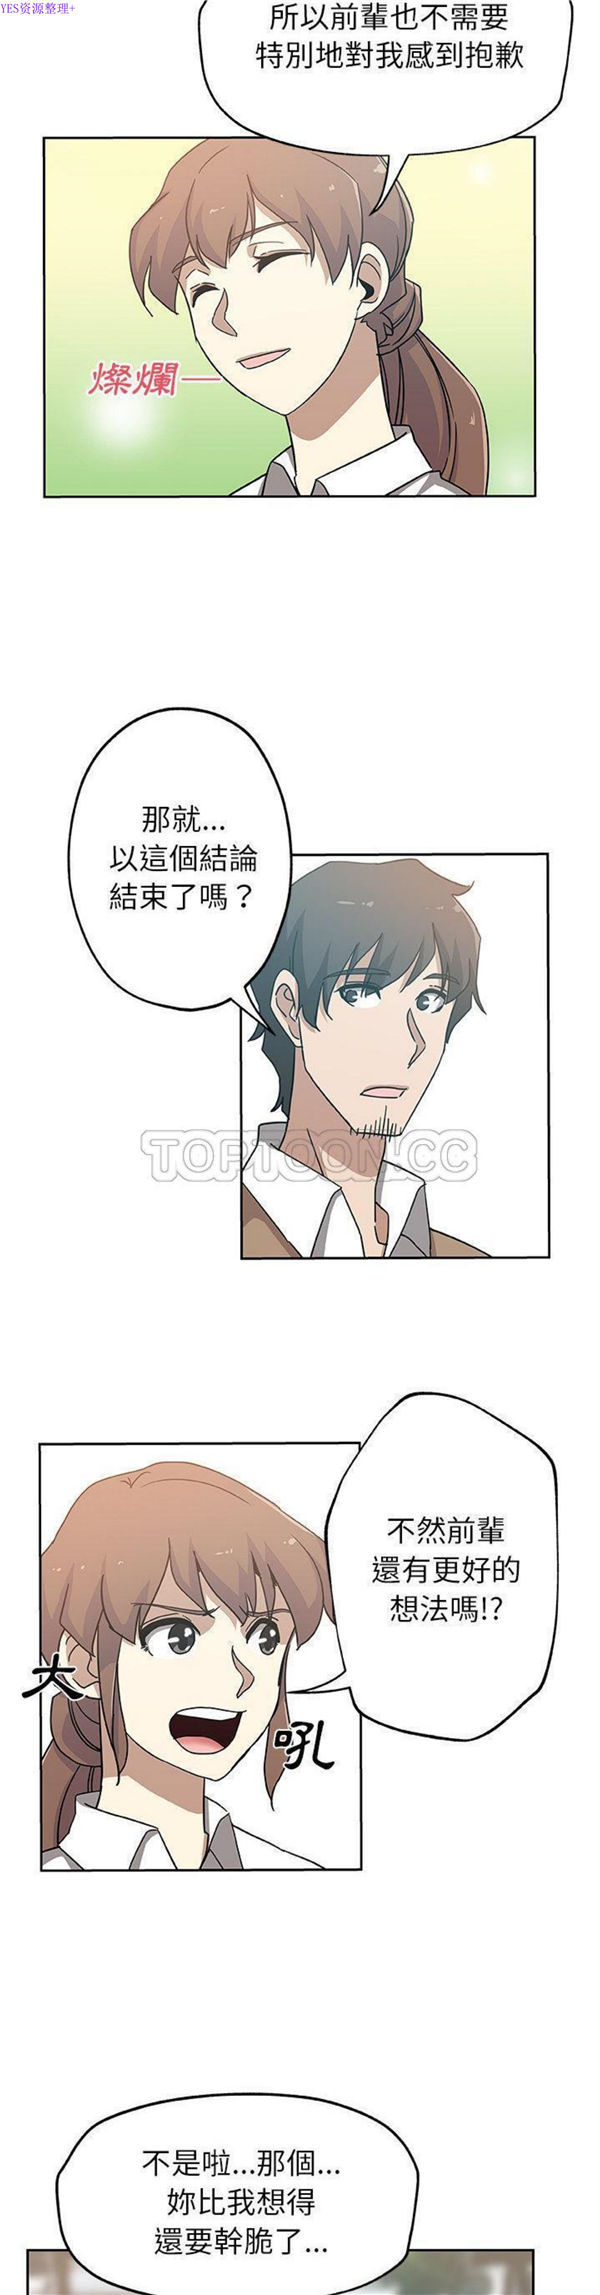 YES资源整理+
所以前輩也不需要
特別地對我感到抱歉
燦爛—
那就...
以這個結論
結束了嗎？
TOPTOON.CC
不然前輩
還有更好的
想法嗎!?
大
吼
不是啦...那個...
妳比我想得
還要幹脆了...